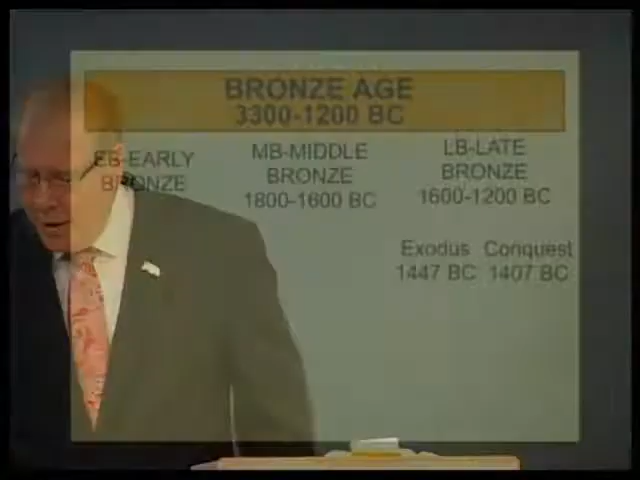 BRONZE AGE
3300-1200 BC
EB-EARLY
BRONZE
MB-MIDDLE
BRONZE
1800-1600 BC
LB-LATE
BRONZE
1600-1200 BC
Exodus Conquest
1447 BC 1407 BC